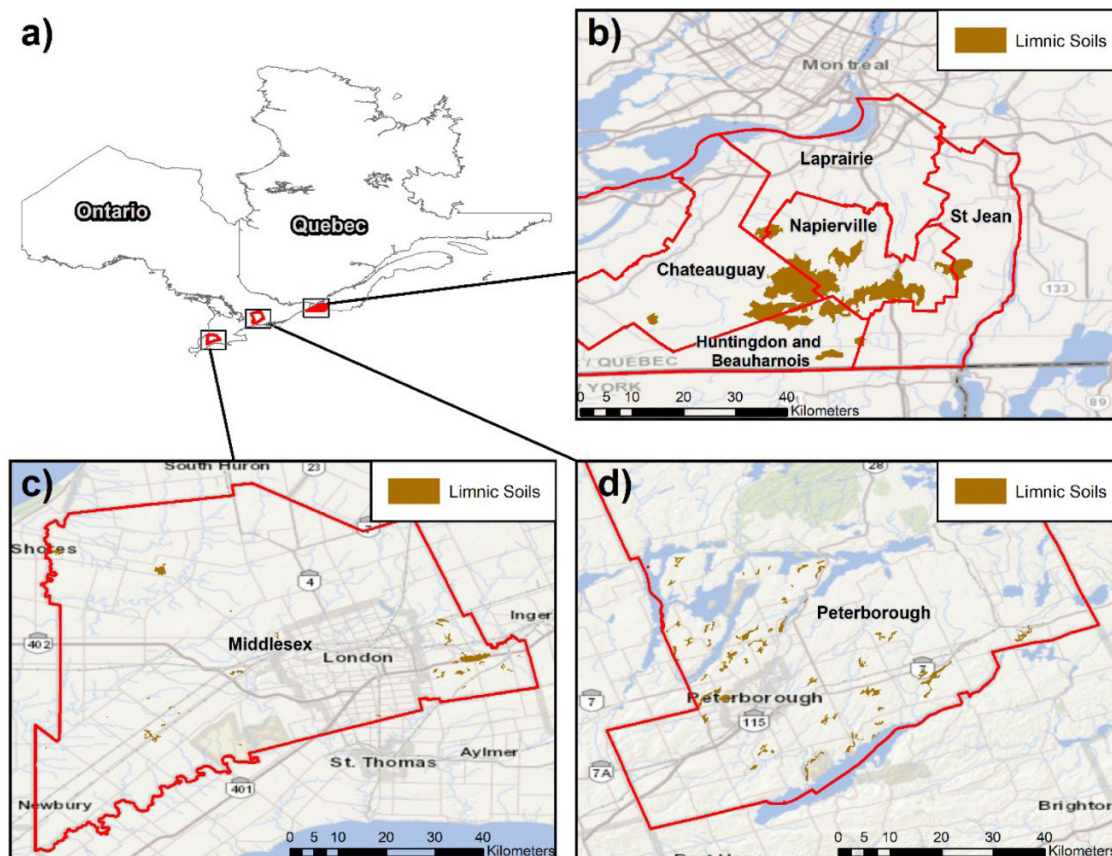 a)
Ontario
Quebec
b)
Limnic Soils
Montreal
Laprairie
Napierville
St Jean
Chateauguay
133
Huntingdon and
Beauharnois
/ QUÉBEC
YORK
89
0 5 10 20 30 40
Kilometers
c)
South Huron
23
Limnic Soils
Shores
4
Inger
402
Middlesex
London
Aylmer
St. Thomas
401
Newbury
0 5 10 20 30 40
Kilometers
d)
28
Limnic Soils
Peterborough
7
7
Peterborough
115
7A
Brighton
0 5 10 20 30 40
Kilometers